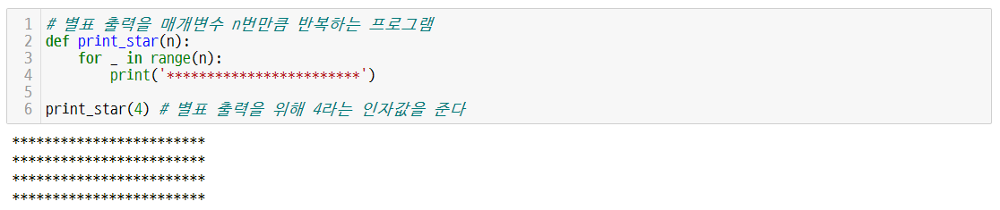 1 # 별표 출력을 매개변수 n번만큼 반복하는 프로그램
2 def print_star(n):
3     for _ in range(n):
4         print('************************')
5
6 print_star(4) # 별표 출력을 위해 4라는 인자값을 준다
************************
************************
************************
************************